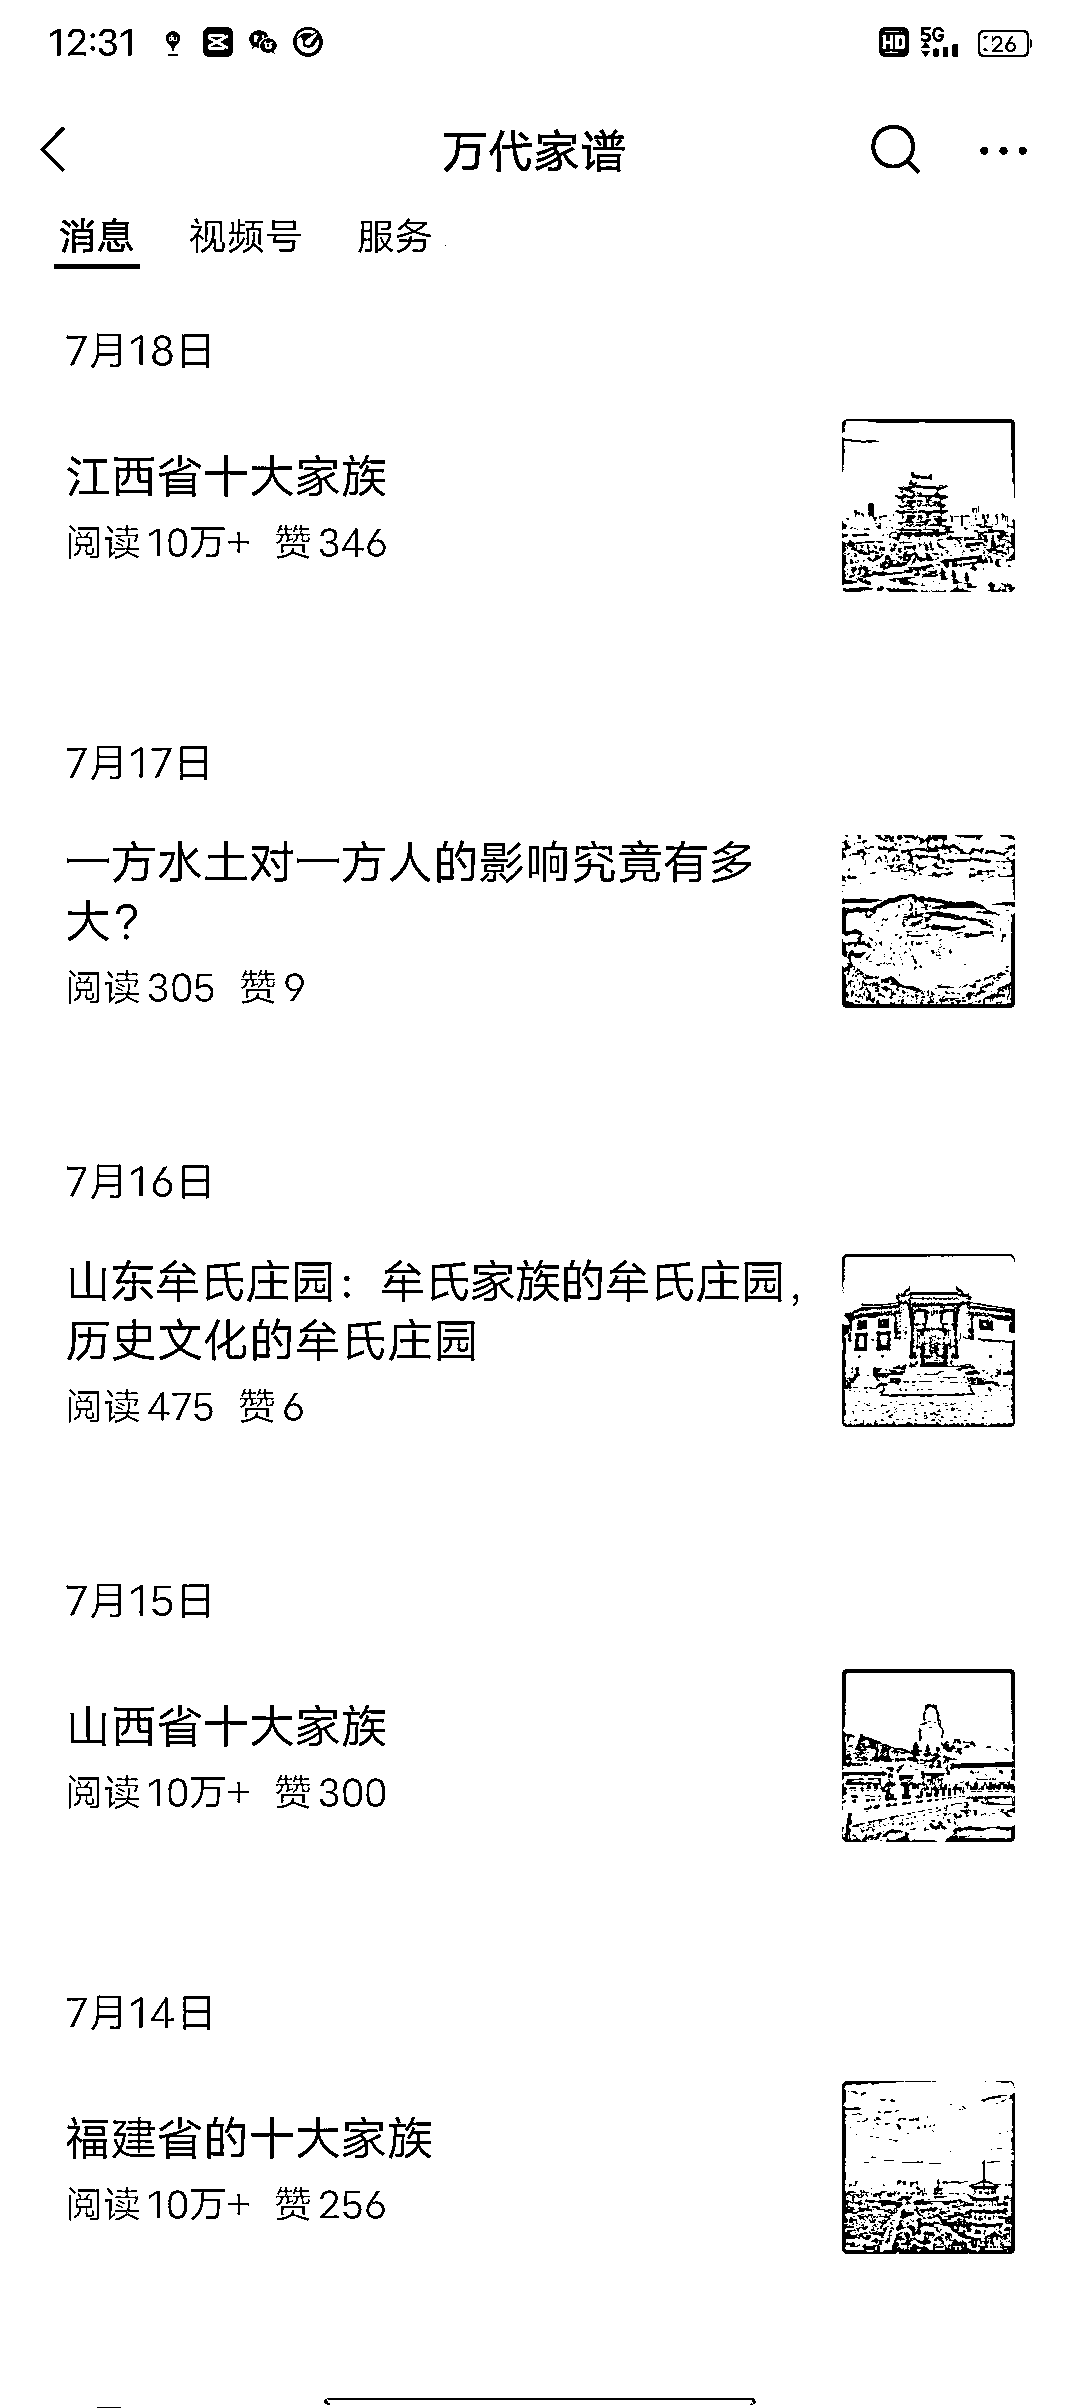 12:31
HD 5G 26
万代家谱
消息 视频号 服务
7月18日
江西省十大家族
阅读 10万+ 赞 346
7月17日
一方水土对一方人的影响究竟有多
大?
阅读 305 赞 9
7月16日
山东牟氏庄园：牟氏家族的牟氏庄园，
历史文化的牟氏庄园
阅读 475 赞 6
7月15日
山西省十大家族
阅读 10万+ 赞 300
7月14日
福建省的十大家族
阅读 10万+ 赞 256